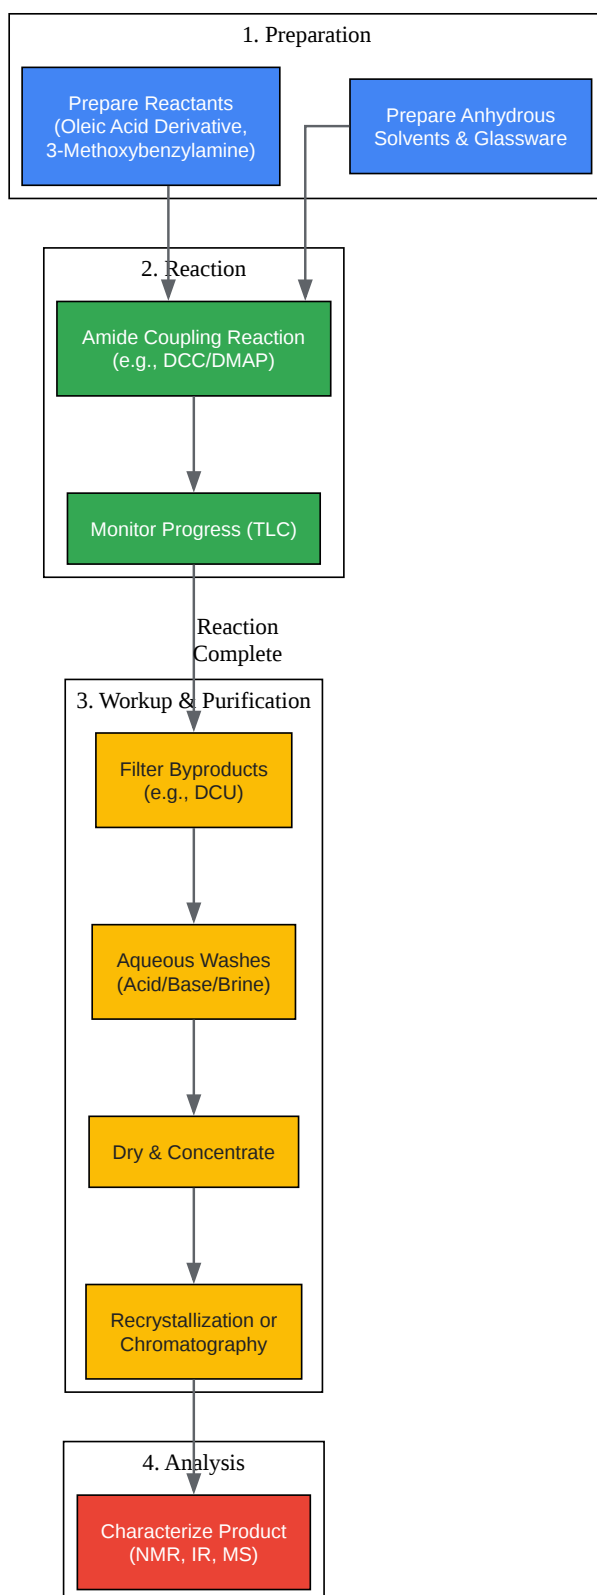 1. Preparation
Prepare Reactants
(Oleic Acid Derivative,
3-Methoxybenzylamine)
Prepare Anhydrous
Solvents & Glassware
2. Reaction
Amide Coupling Reaction
(e.g., DCC/DMAP)
Monitor Progress (TLC)
Reaction
Complete
3. Workup & Purification
Filter Byproducts
(e.g., DCU)
Aqueous Washes
(Acid/Base/Brine)
Dry & Concentrate
Recrystallization or
Chromatography
4. Analysis
Characterize Product
(NMR, IR, MS)